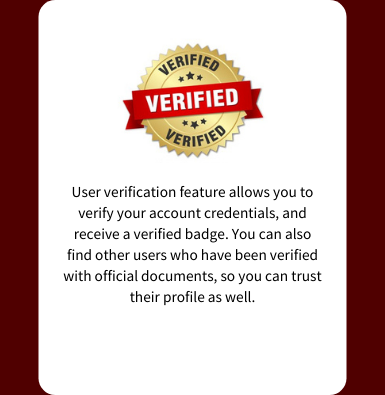 VERIFIED
VERIFIED
VERIFIED
User verification feature allows you to
verify your account credentials, and
receive a verified badge. You can also
find other users who have been verified
with official documents, so you can trust
their profile as well.